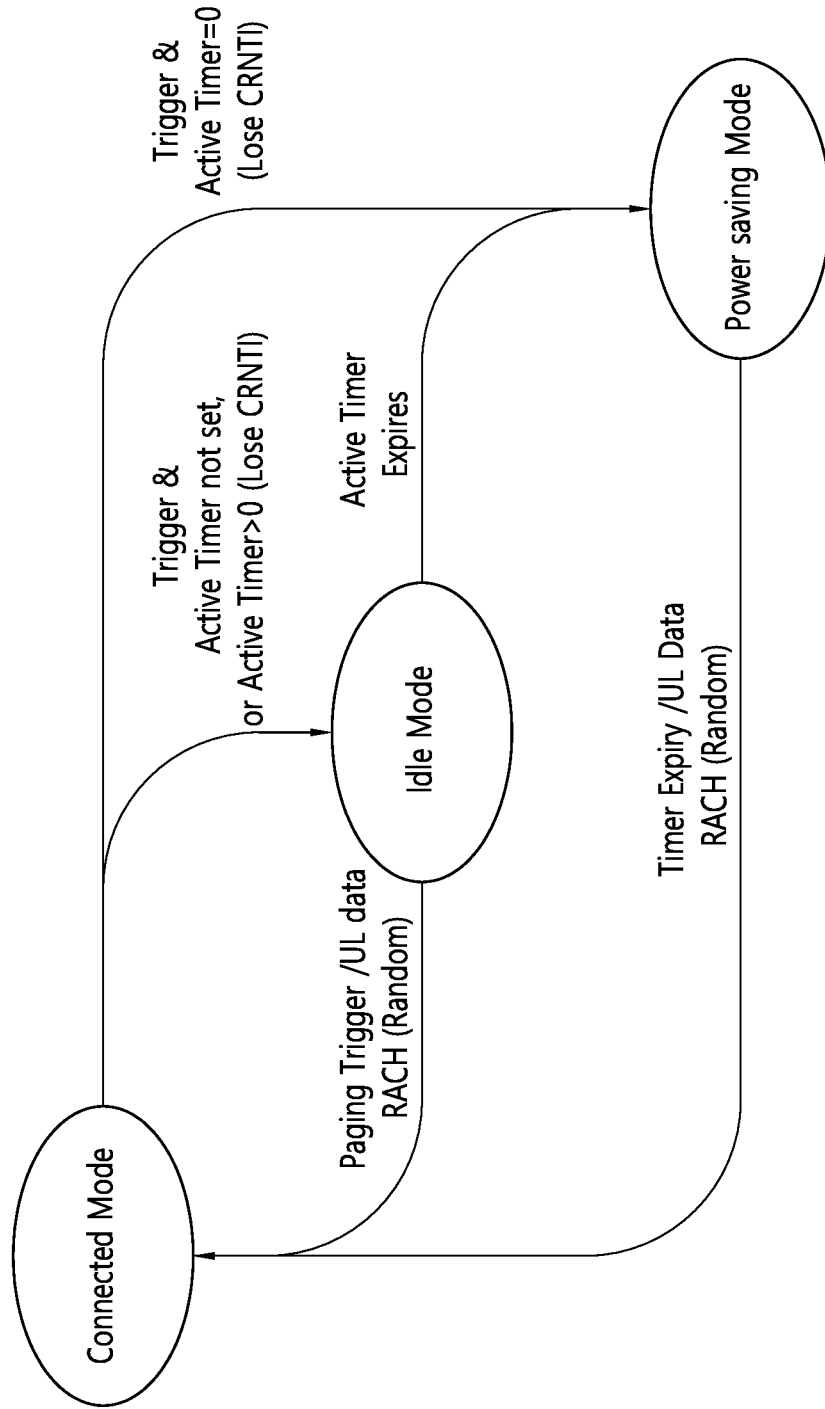 Connected Mode
Trigger &
Active Timer=0
(Lose CRNTI)
Trigger &
Active Timer not set,
or Active Timer>0 (Lose CRNTI)
Paging Trigger /UL data
RACH (Random)
Idle Mode
Active Timer
Expires
Timer Expiry /UL Data
RACH (Random)
Power saving Mode